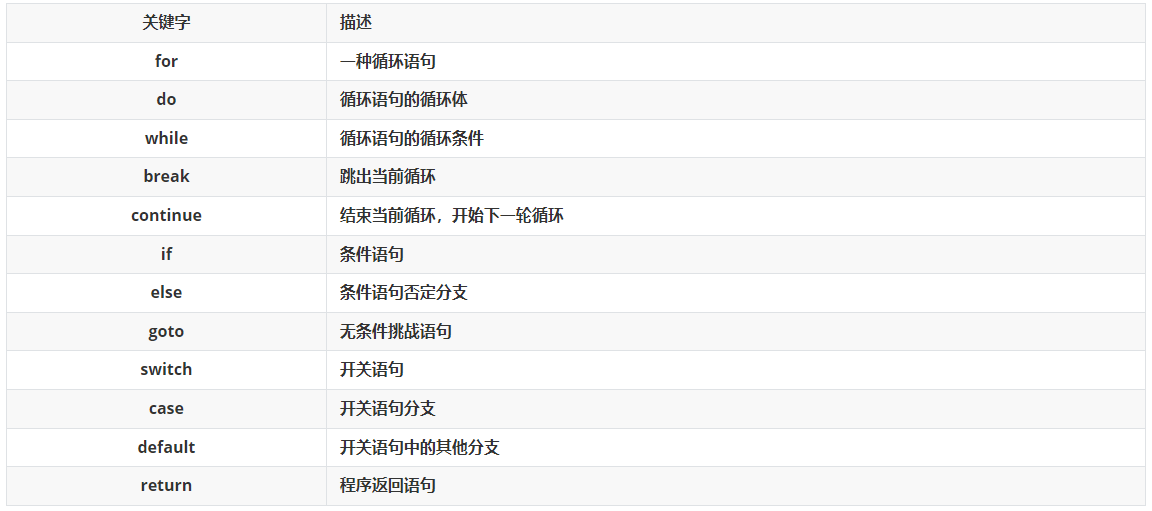 关键字 描述
for 一种循环语句
do 循环语句的循环体
while 循环语句的循环条件
break 跳出当前循环
continue 结束当前循环，开始下一轮循环
if 条件语句
else 条件语句否定分支
goto 无条件挑战语句
switch 开关语句
case 开关语句分支
default 开关语句中的其他分支
return 程序返回语句